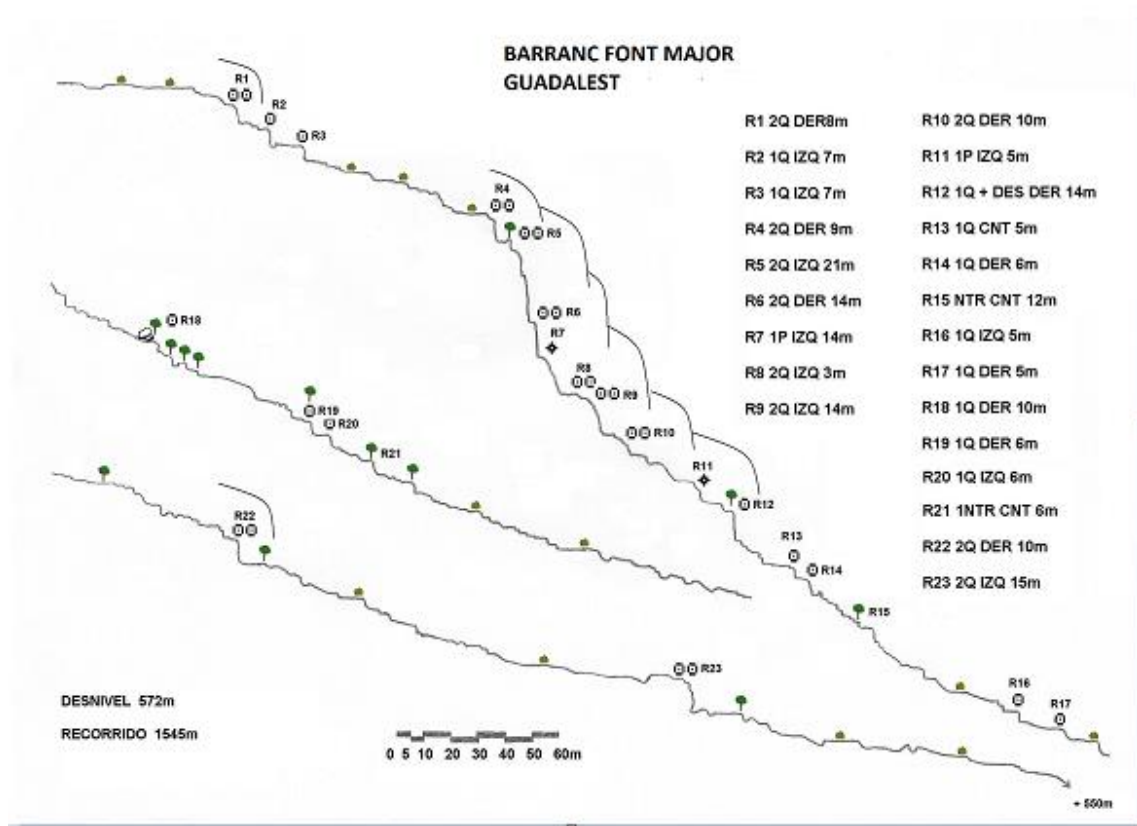 BARRANC FONT MAJOR
GUADALEST
R1 2Q DER8m
R2 1Q IZQ 7m
R3 1Q IZQ 7m
R4 2Q DER 9m
R5 2Q IZQ 21m
R6 2Q DER 14m
R7 1P IZQ 14m
R8 2Q IZQ 3m
R9 2Q IZQ 14m
R10 2Q DER 10m
R11 1P IZQ 5m
R12 1Q + DES DER 14m
R13 1Q CNT 5m
R14 1Q DER 6m
R15 NTR CNT 12m
R16 1Q IZQ 5m
R17 1Q DER 5m
R18 1Q DER 10m
R19 1Q DER 6m
R20 1Q IZQ 6m
R21 1NTR CNT 6m
R22 2Q DER 10m
R23 2Q IZQ 15m
R1
R2
R3
R4
R5
R6
R7
R8
R9
R10
R11
R12
R13
R14
R15
R16
R17
R18
R19
R20
R21
R22
R23
DESNIVEL 572m
RECORRIDO 1545m
0 5 10 20 30 40 50 60m
+ 550m